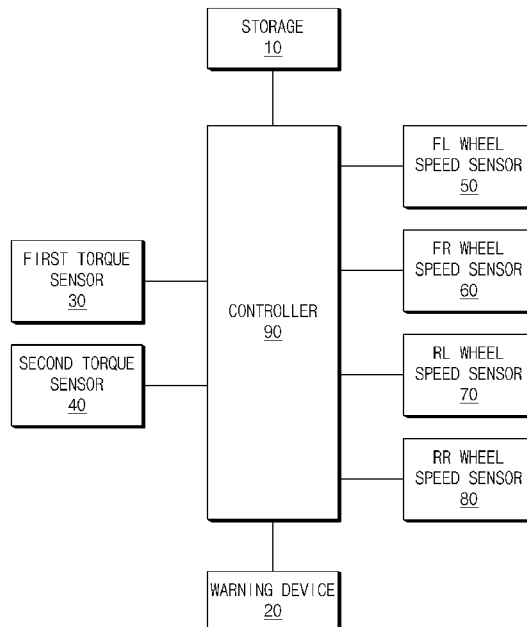 STORAGE
10
FL WHEEL
SPEED SENSOR
50
FIRST TORQUE
SENSOR
30
FR WHEEL
SPEED SENSOR
60
CONTROLLER
90
SECOND TORQUE
SENSOR
40
RL WHEEL
SPEED SENSOR
70
RR WHEEL
SPEED SENSOR
80
WARNING DEVICE
20